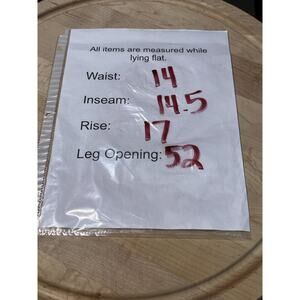 All items are measured while
lying flat.
Waist: 14
Inseam: 14.5
Rise: 17
Leg Opening: 52